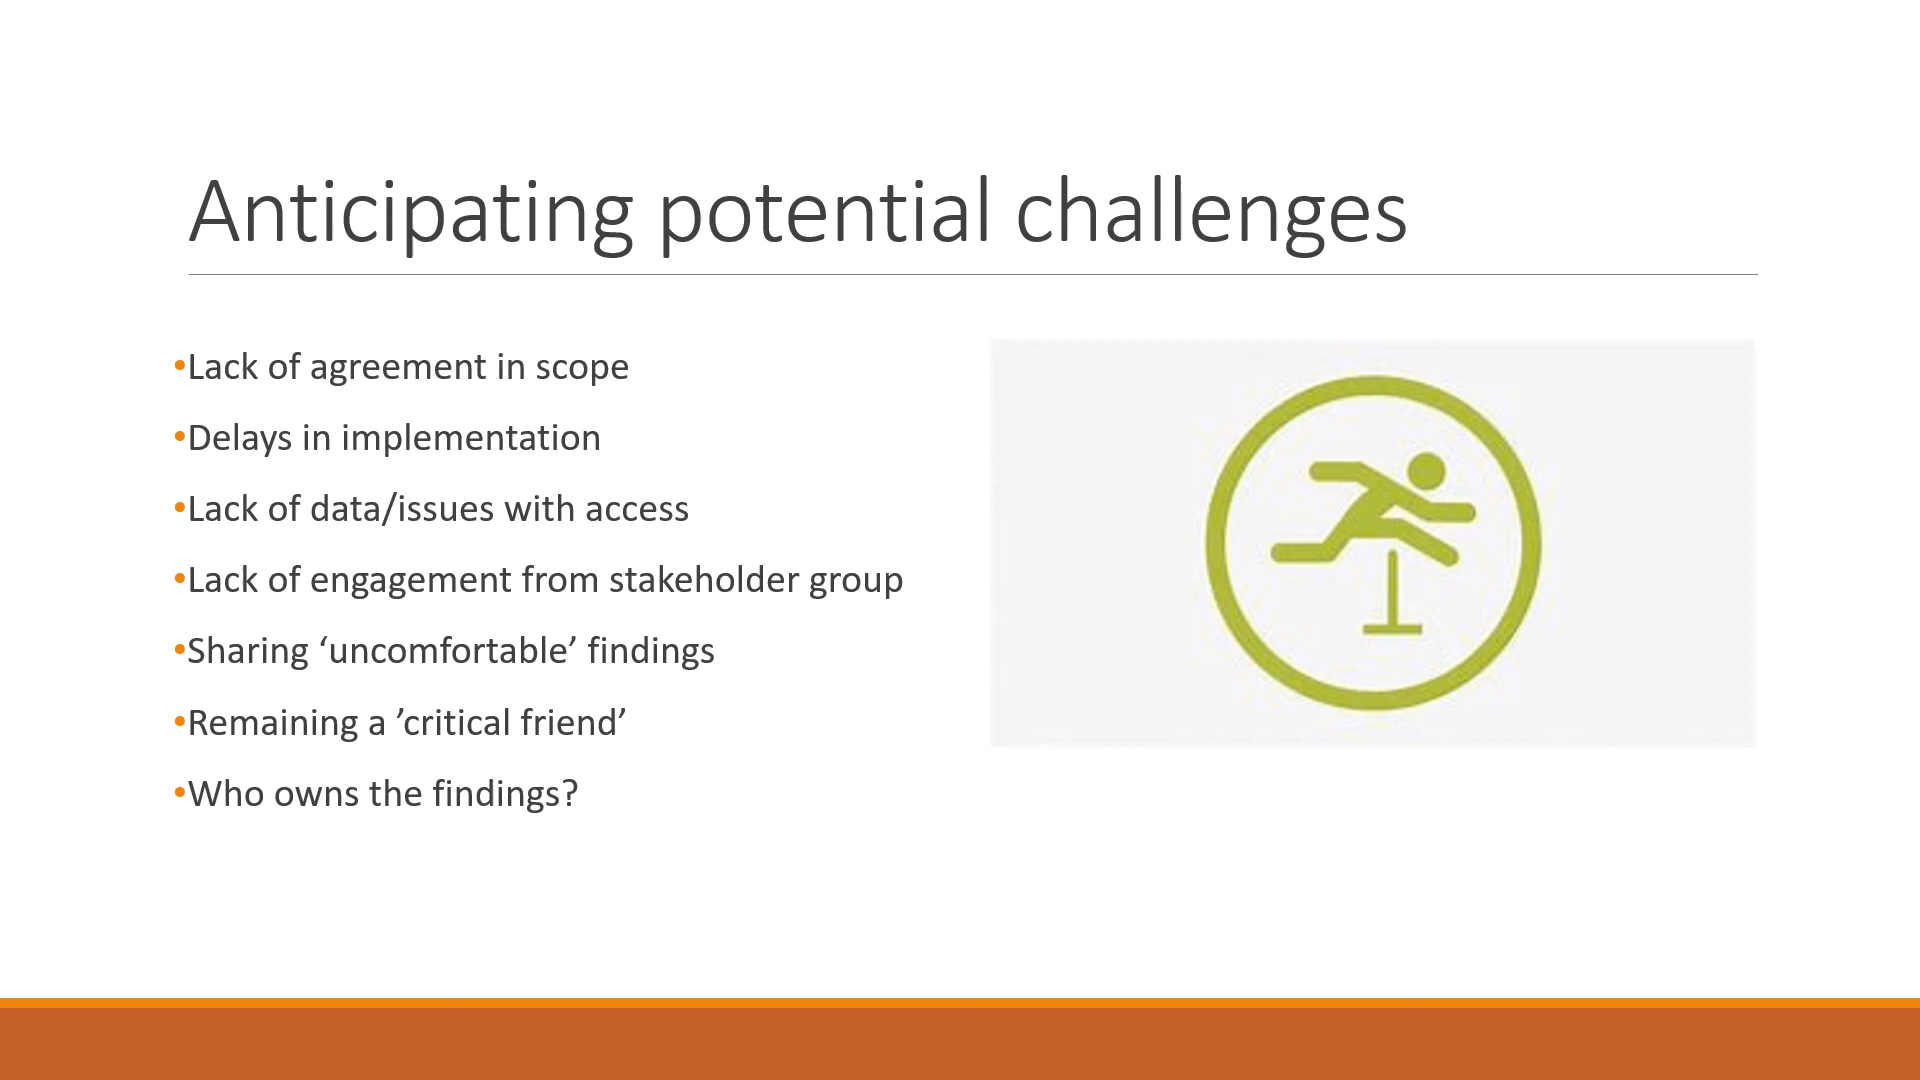 Anticipating potential challenges
•Lack of agreement in scope
•Delays in implementation
•Lack of data/issues with access
•Lack of engagement from stakeholder group
•Sharing ‘uncomfortable’ findings
•Remaining a ’critical friend’
•Who owns the findings?